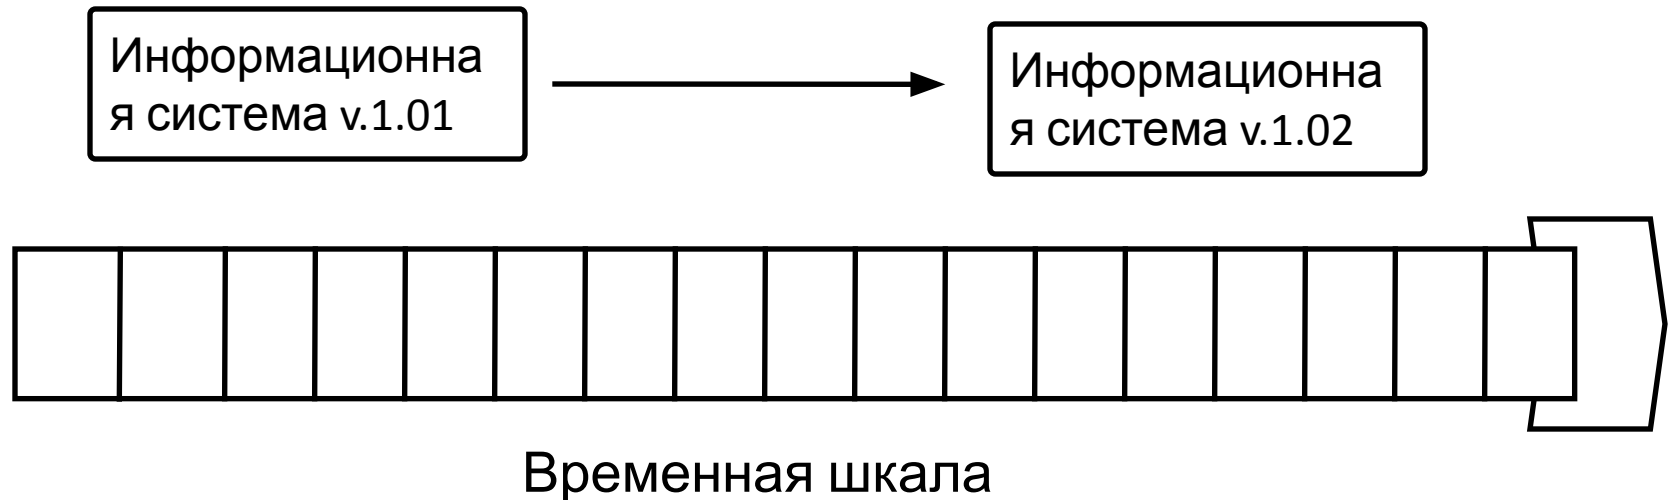 Информационна
я система v.1.01
Информационна
я система v.1.02
Временная шкала